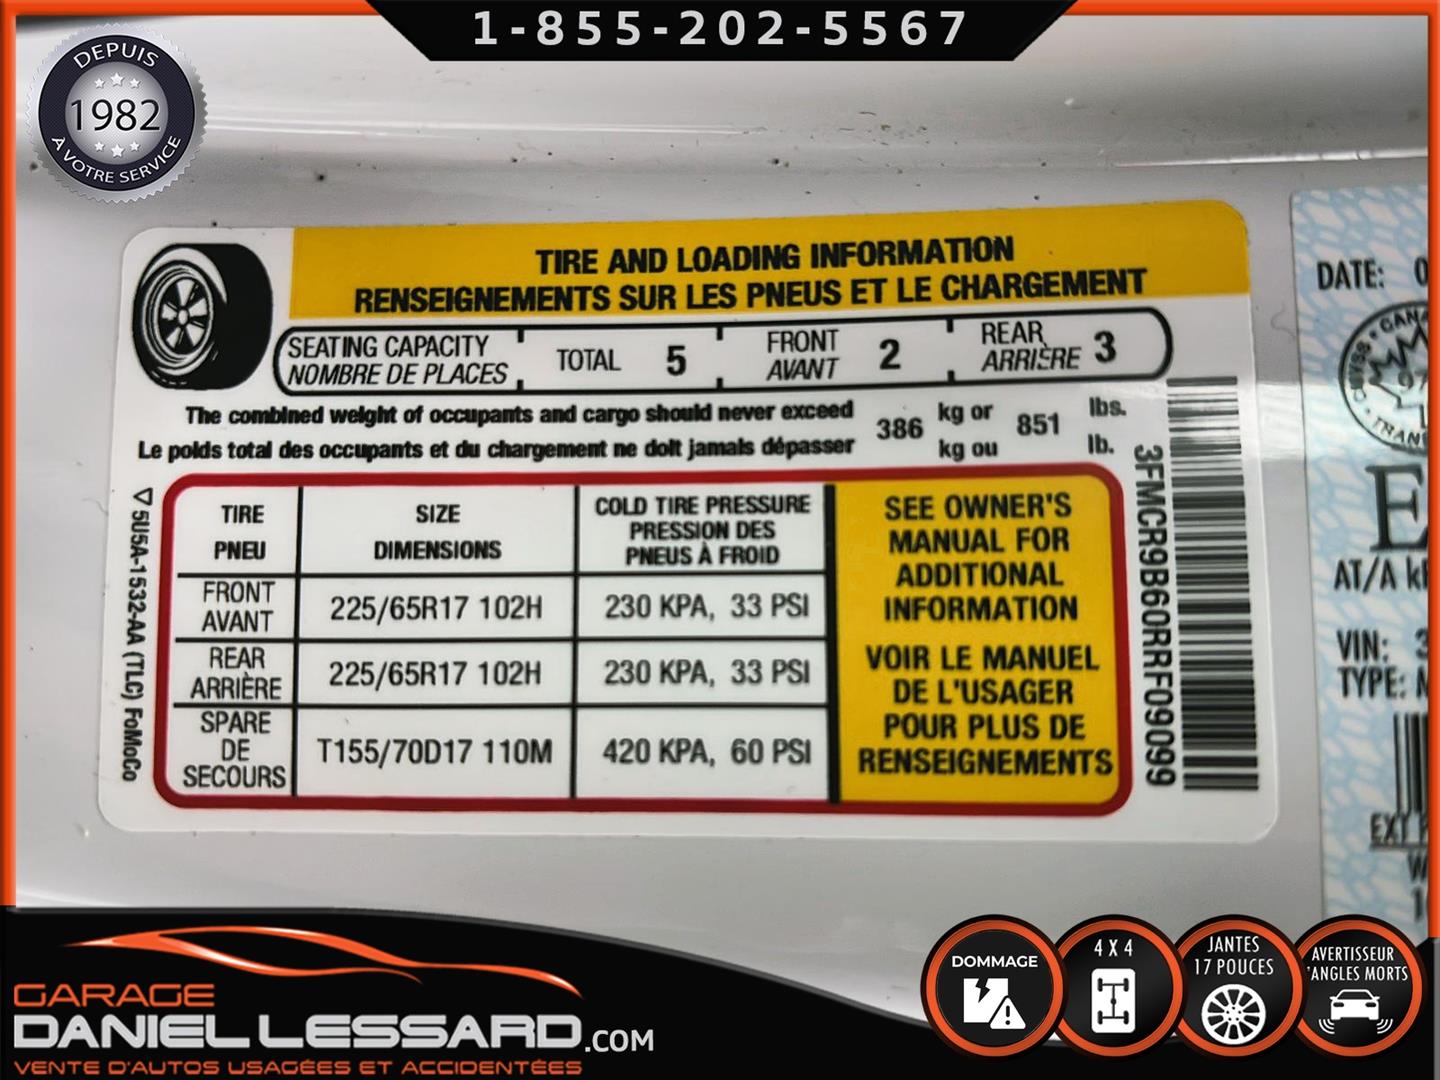 1-855-202-5567
DEPUIS
1982
À VOTRE SERVICE
TIRE AND LOADING INFORMATION
RENSEIGNEMENTS SUR LES PNEUS ET LE CHARGEMENT
SEATING CAPACITY
NOMBRE DE PLACES
TOTAL 5
FRONT
AVANT
2
REAR
ARRIÈRE
3
The combined weight of occupants and cargo should never exceed 386 kg or 851 lbs.
Le poids total des occupants et du chargement ne doit jamais dépasser kg ou lb.
TIRE
PNEU
SIZE
DIMENSIONS
COLD TIRE PRESSURE
PRESSION DES
PNEUS À FROID
FRONT
AVANT
225/65R17 102H
230 KPA, 33 PSI
REAR
ARRIÈRE
225/65R17 102H
230 KPA, 33 PSI
SPARE
DE
SECOURS
T155/70D17 110M
420 KPA, 60 PSI
SEE OWNER'S
MANUAL FOR
ADDITIONAL
INFORMATION
VOIR LE MANUEL
DE L'USAGER
POUR PLUS DE
RENSEIGNEMENTS
5U5A-1532-AA (TLC) FoMoCo
3FMCR9B60RRF09099
DATE: 0
AT/A
VIN: 3
TYPE:
EXT
GARAGE
DANIEL LESSARD.COM
VENTE D'AUTOS USAGÉES ET ACCIDENTÉES
DOMMAGE
4 X 4
JANTES
17 POUCES
AVERTISSEUR
'ANGLES MORTS